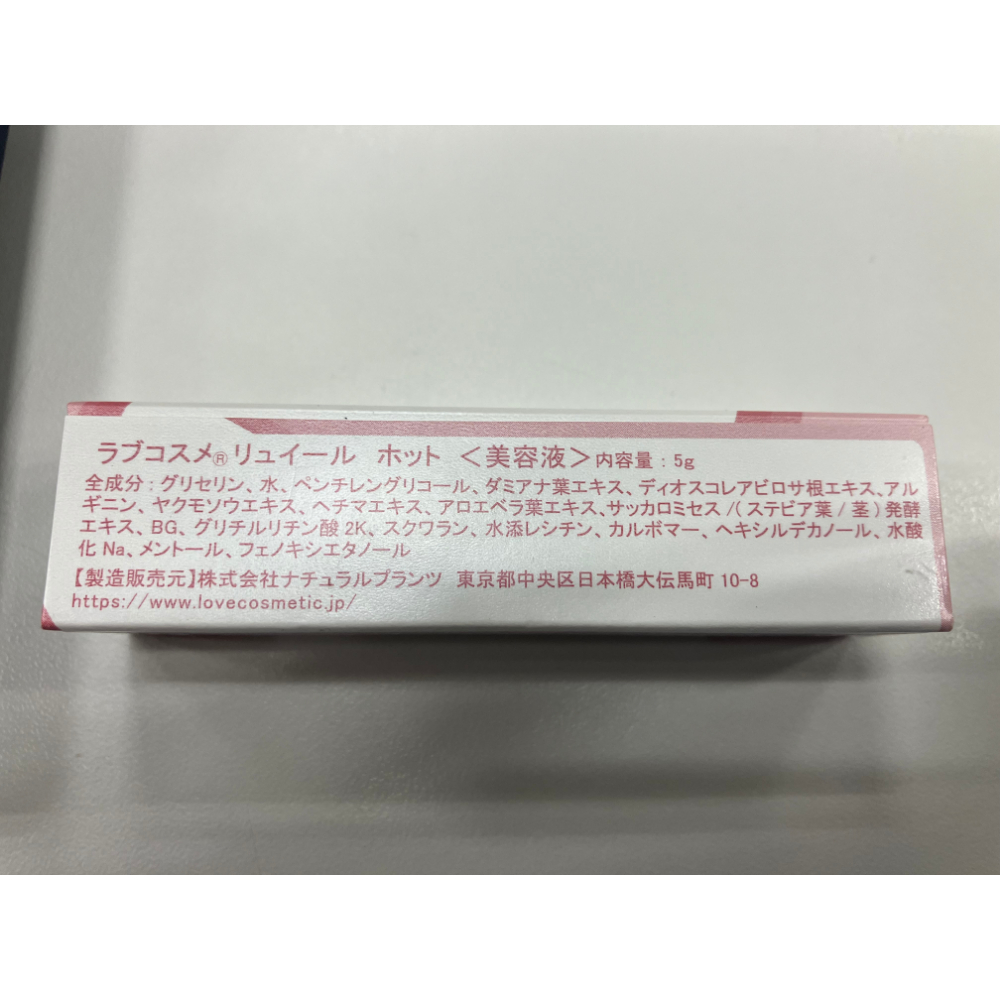 ラブコスメ®リュイール ホット <美容液>内容量:5g
全成分:グリセリン、水、ペンチレングリコール、ダミアナ葉エキス、ディオスコレアビロサ根エキス、アル
ギニン、ヤクモソウエキス、ヘチマエキス、アロエベラ葉エキス、サッカロミセス/(ステビア葉/茎)発酵
エキス、BG、グリチルリチン酸2K、スクワラン、水添レシチン、カルボマー、ヘキシルデカノール、水酸
化Na、メントール、フェノキシエタノール
【製造販売元】株式会社ナチュラルプランツ 東京都中央区日本橋大伝馬町10-8
https://www.lovecosmetic.jp/